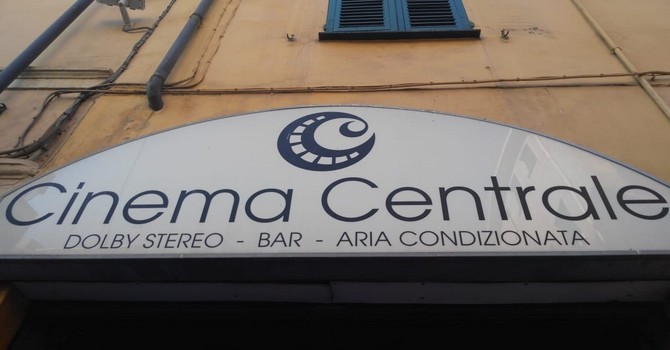 Cinema Centrale
DOLBY STEREO - BAR - ARIA CONDIZIONATA